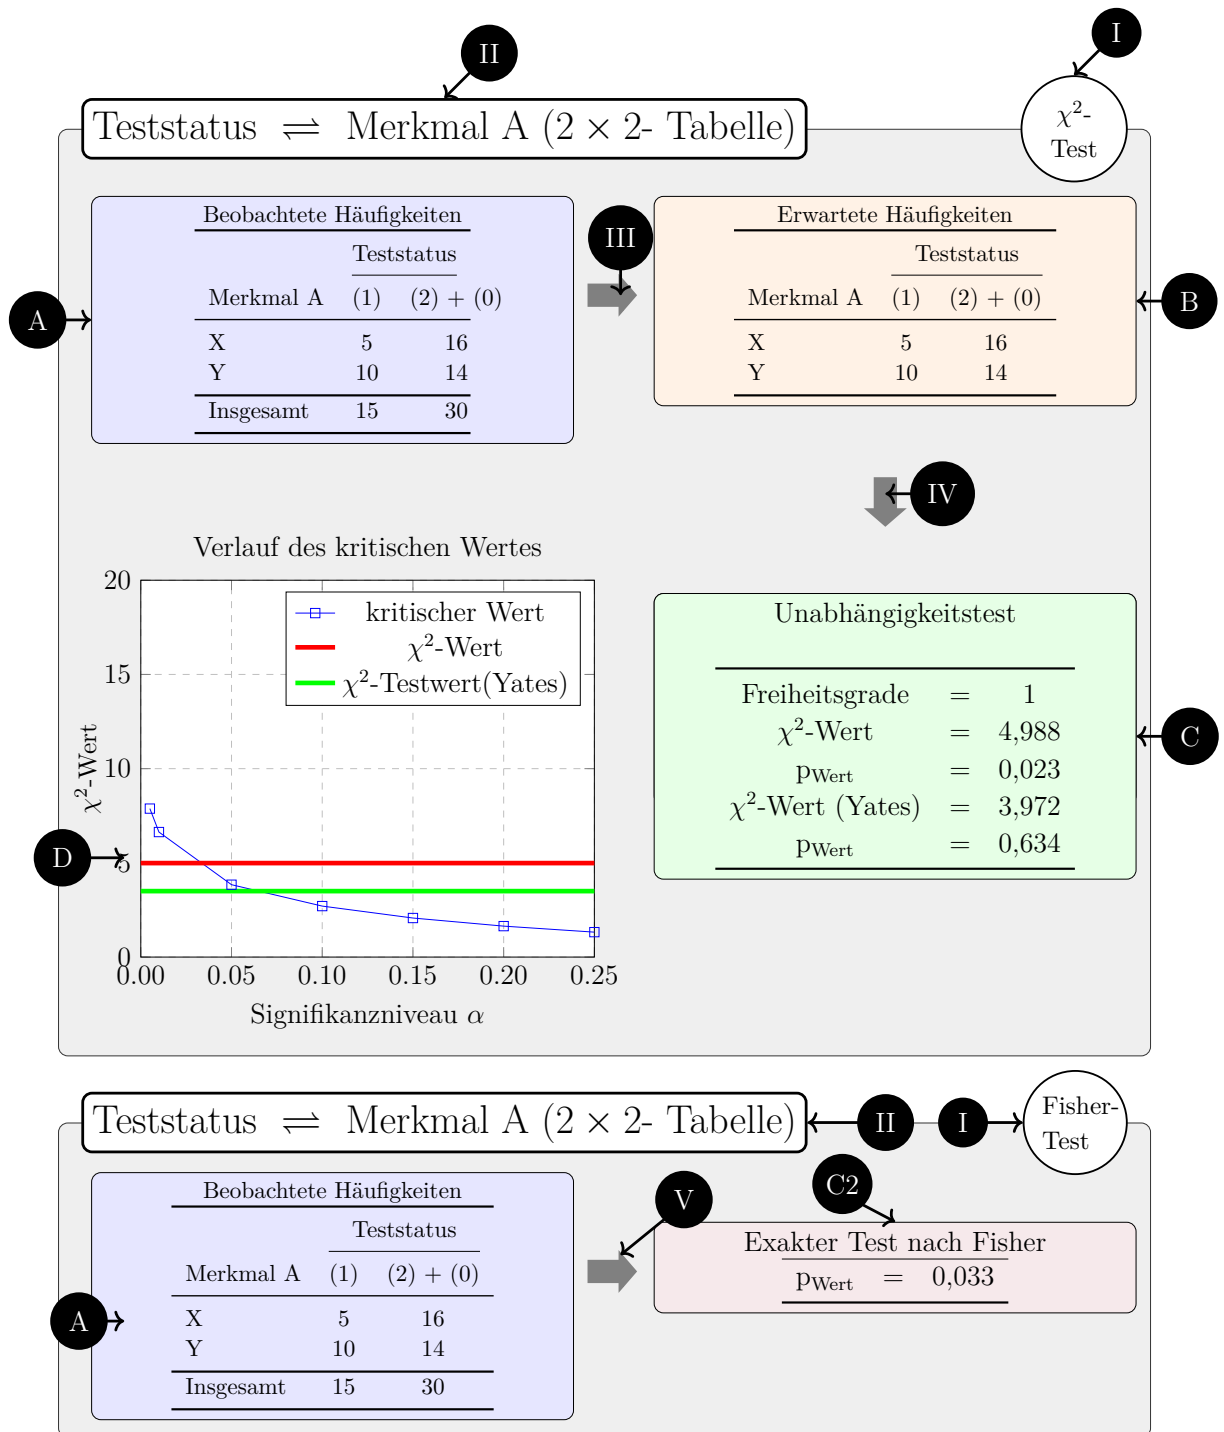 I
II
Teststatus ⇌ Merkmal A (2 × 2- Tabelle)
χ²-
Test
Beobachtete Häufigkeiten
Teststatus
Merkmal A (1) (2) + (0)
X 5 16
Y 10 14
Insgesamt 15 30
A
III
Erwartete Häufigkeiten
Teststatus
Merkmal A (1) (2) + (0)
X 5 16
Y 10 14
B
IV
Verlauf des kritischen Wertes
kritischer Wert
χ²-Wert
χ²-Testwert(Yates)
20
15
10
5
0
χ²-Wert
0.00 0.05 0.10 0.15 0.20 0.25
Signifikanzniveau α
D
Unabhängigkeitstest
Freiheitsgrade = 1
χ²-Wert = 4,988
pWert = 0,023
χ²-Wert (Yates) = 3,972
pWert = 0,634
C
Teststatus ⇌ Merkmal A (2 × 2- Tabelle)
II
I
Fisher-
Test
Beobachtete Häufigkeiten
Teststatus
Merkmal A (1) (2) + (0)
X 5 16
Y 10 14
Insgesamt 15 30
A
V
C2
Exakter Test nach Fisher
pWert = 0,033